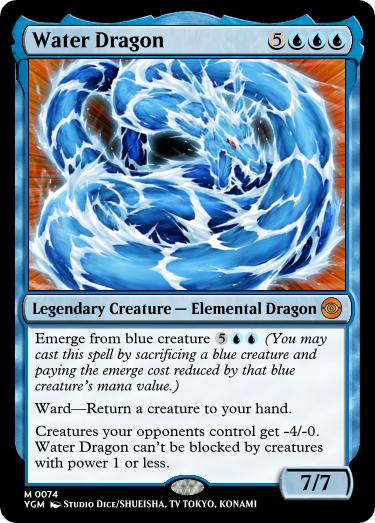 Water Dragon 5
Legendary Creature — Elemental Dragon
Emerge from blue creature 5 (You may
cast this spell by sacrificing a blue creature and
paying the emerge cost reduced by that blue
creature's mana value.)
Ward—Return a creature to your hand.
Creatures your opponents control get -4/-0.
Water Dragon can't be blocked by creatures
with power 1 or less.
7/7
M 0074
YGM Studio Dice/SHUEISHA, TV TOKYO, KONAMI